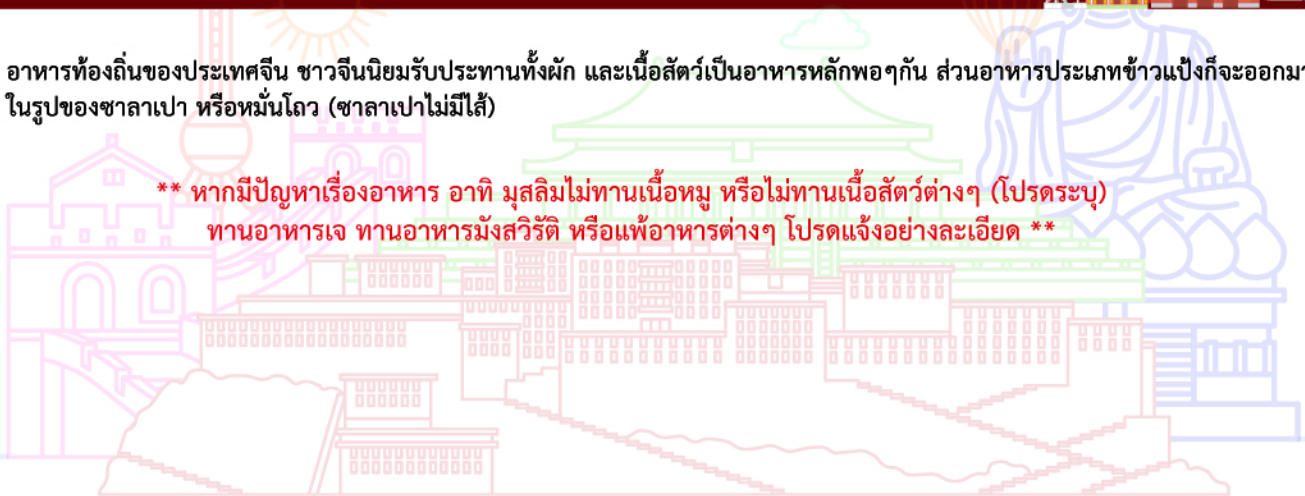 อาหารท้องถิ่นของประเทศจีน ชาวจีนนิยมรับประทานทั้งผัก และเนื้อสัตว์เป็นอาหารหลักพอๆกัน ส่วนอาหารประเภทข้าวแป้งก็จะออกมา
ในรูปของซาลาเปา หรือหมั่นโถว (ซาลาเปาไม่มีไส้)
** หากมีปัญหาเรื่องอาหาร อาทิ มุสลิมไม่ทานเนื้อหมู หรือไม่ทานเนื้อสัตว์ต่างๆ (โปรดระบุ)
ทานอาหารเจ ทานอาหารมังสวิรัติ หรือแพ้อาหารต่างๆ โปรดแจ้งอย่างละเอียด **